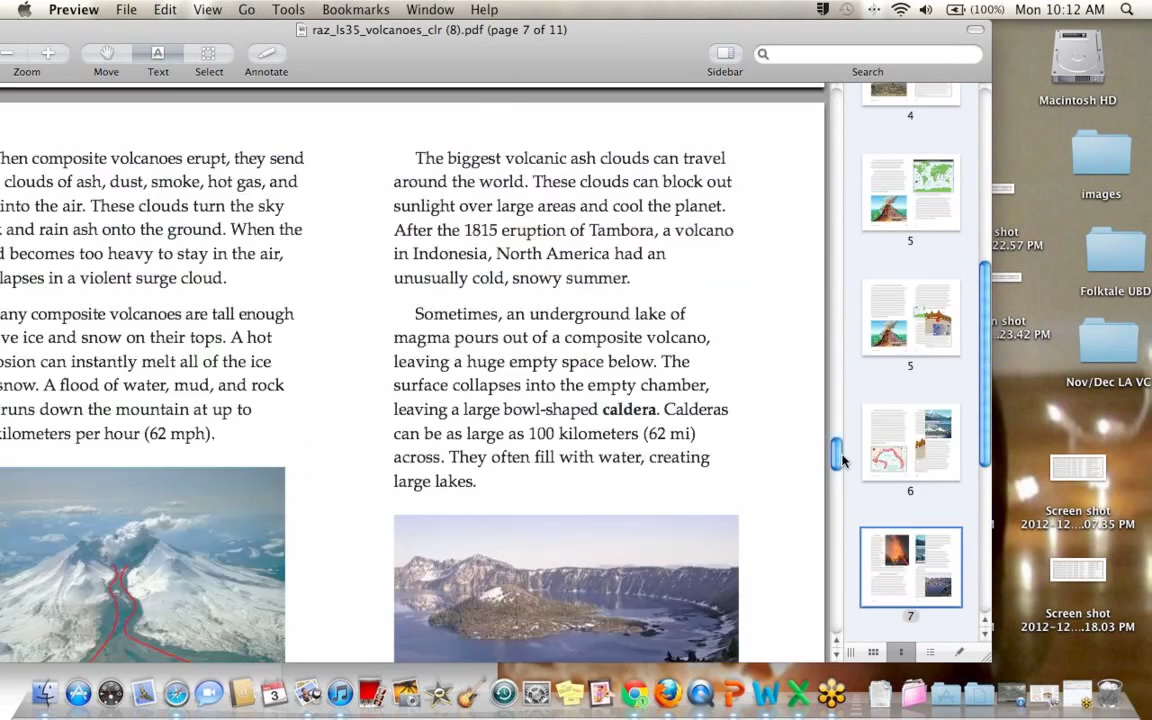 Preview File Edit View Go Tools Bookmarks Window Help
(100%) Mon 10:12 AM
raz_ls35_volcanoes_clr (8).pdf (page 7 of 11)
Zoom Move Text Select Annotate Sidebar Search
hen composite volcanoes erupt, they send
clouds of ash, dust, smoke, hot gas, and
into the air. These clouds turn the sky
and rain ash onto the ground. When the
becomes too heavy to stay in the air,
lapses in a violent surge cloud.
any composite volcanoes are tall enough
ve ice and snow on their tops. A hot
osion can instantly melt all of the ice
snow. A flood of water, mud, and rock
runs down the mountain at up to
ilometers per hour (62 mph).
The biggest volcanic ash clouds can travel
around the world. These clouds can block out
sunlight over large areas and cool the planet.
After the 1815 eruption of Tambora, a volcano
in Indonesia, North America had an
unusually cold, snowy summer.
Sometimes, an underground lake of
magma pours out of a composite volcano,
leaving a huge empty space below. The
surface collapses into the empty chamber,
leaving a large bowl-shaped caldera. Calderas
can be as large as 100 kilometers (62 mi)
across. They often fill with water, creating
large lakes.
4
5
5
6
7
Macintosh HD
images
shot
22.57 PM
Folktale UBD
n shot
..23.42 PM
Nov/Dec LA VC
Screen shot
2012-12....07.35 PM
Screen shot
2012-12....18.03 PM
3